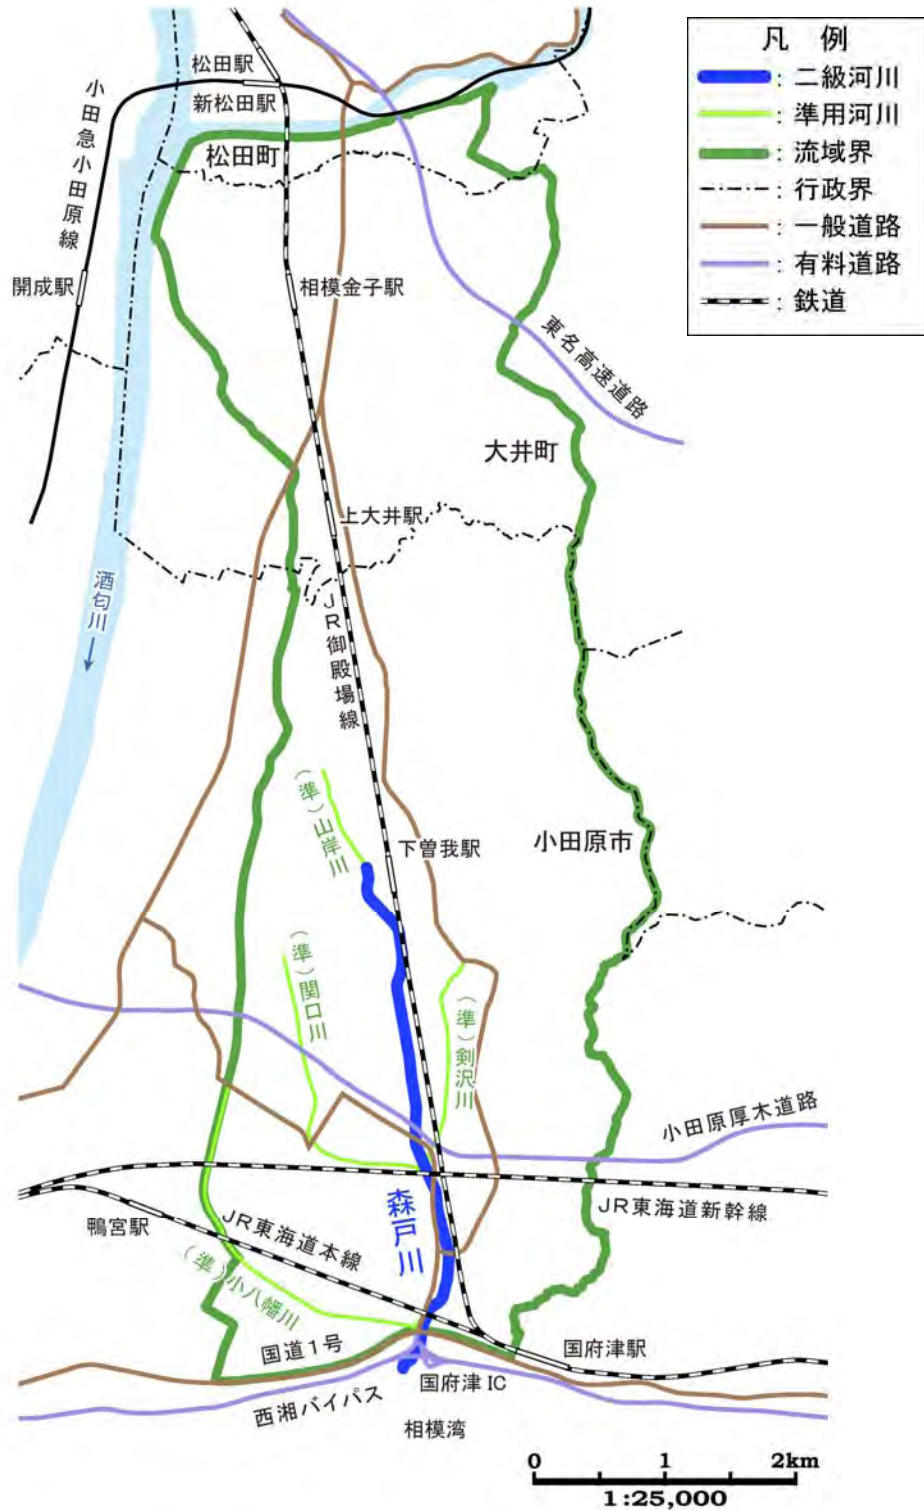 凡 例
: 二級河川
: 準用河川
: 流域界
: 行政界
: 一般道路
: 有料道路
: 鉄道
松田駅
新松田駅
小田急小田原線
松田町
開成駅
相模金子駅
東名高速道路
大井町
上大井駅
酒匂川
JR御殿場線
(準)山岸川
下曽我駅
小田原市
(準)関口川
(準)剣沢川
小田原厚木道路
森戸川
JR東海道新幹線
鴨宮駅
JR東海道本線
(準)小八幡川
国道1号
国府津駅
西湘バイパス
国府津 IC
相模湾
0 1 2km
1:25,000